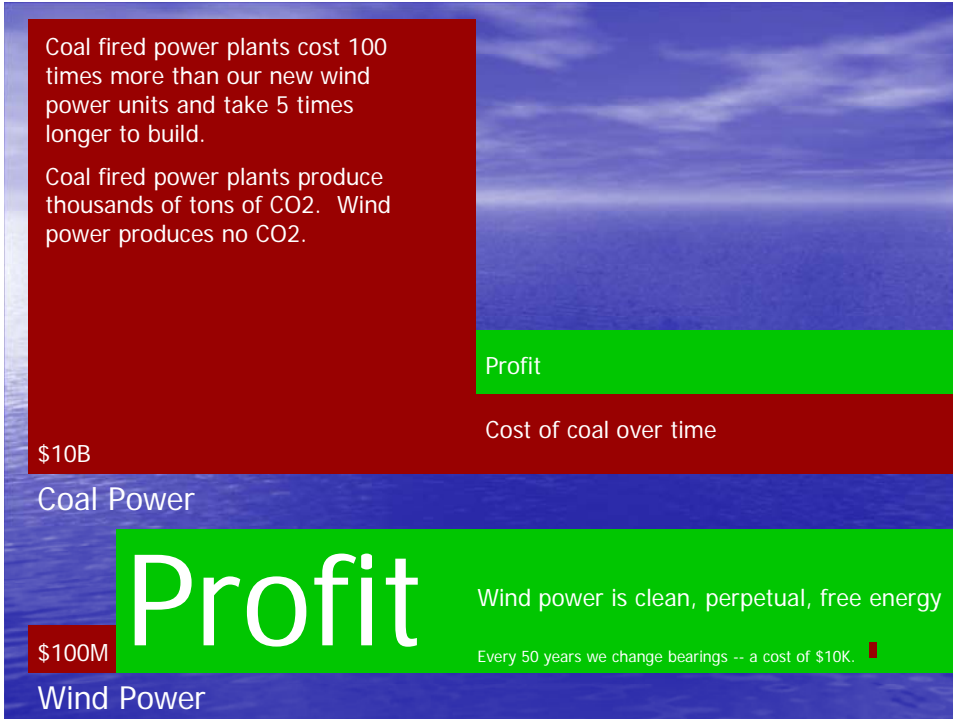 Coal fired power plants cost 100
times more than our new wind
power units and take 5 times
longer to build.
Coal fired power plants produce
thousands of tons of CO2.  Wind
power produces no CO2.
Profit
Cost of coal over time
$10B
Coal Power
Profit
Wind power is clean, perpetual, free energy
Every 50 years we change bearings -- a cost of $10K.
$100M
Wind Power